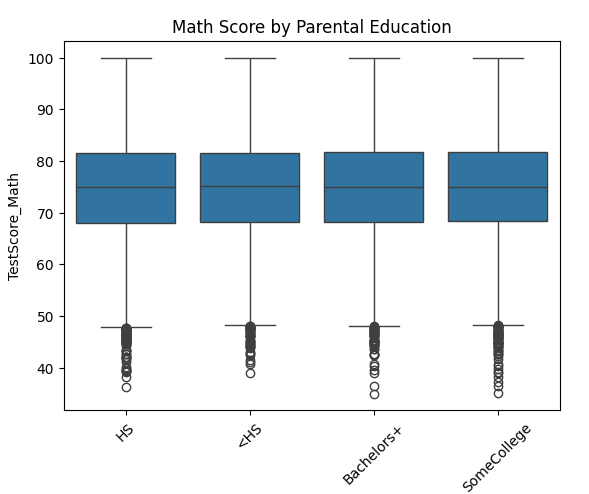 Math Score by Parental Education
100
90
80
70
60
50
40
TestScore_Math
HS
<HS
Bachelors+
SomeCollege